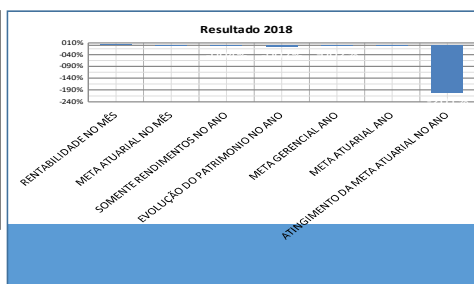 Resultado 2018
010%
-040%
-090%
-140%
-190%
-240%
RENTABILIDADE NO MÊS
META ATUARIAL NO MÊS
SOMENTE RENDIMENTOS NO ANO
EVOLUÇÃO DO PATRIMONIO NO ANO
META GERENCIAL ANO
META ATUARIAL ANO
ATINGIMENTO DA META ATUARIAL NO ANO